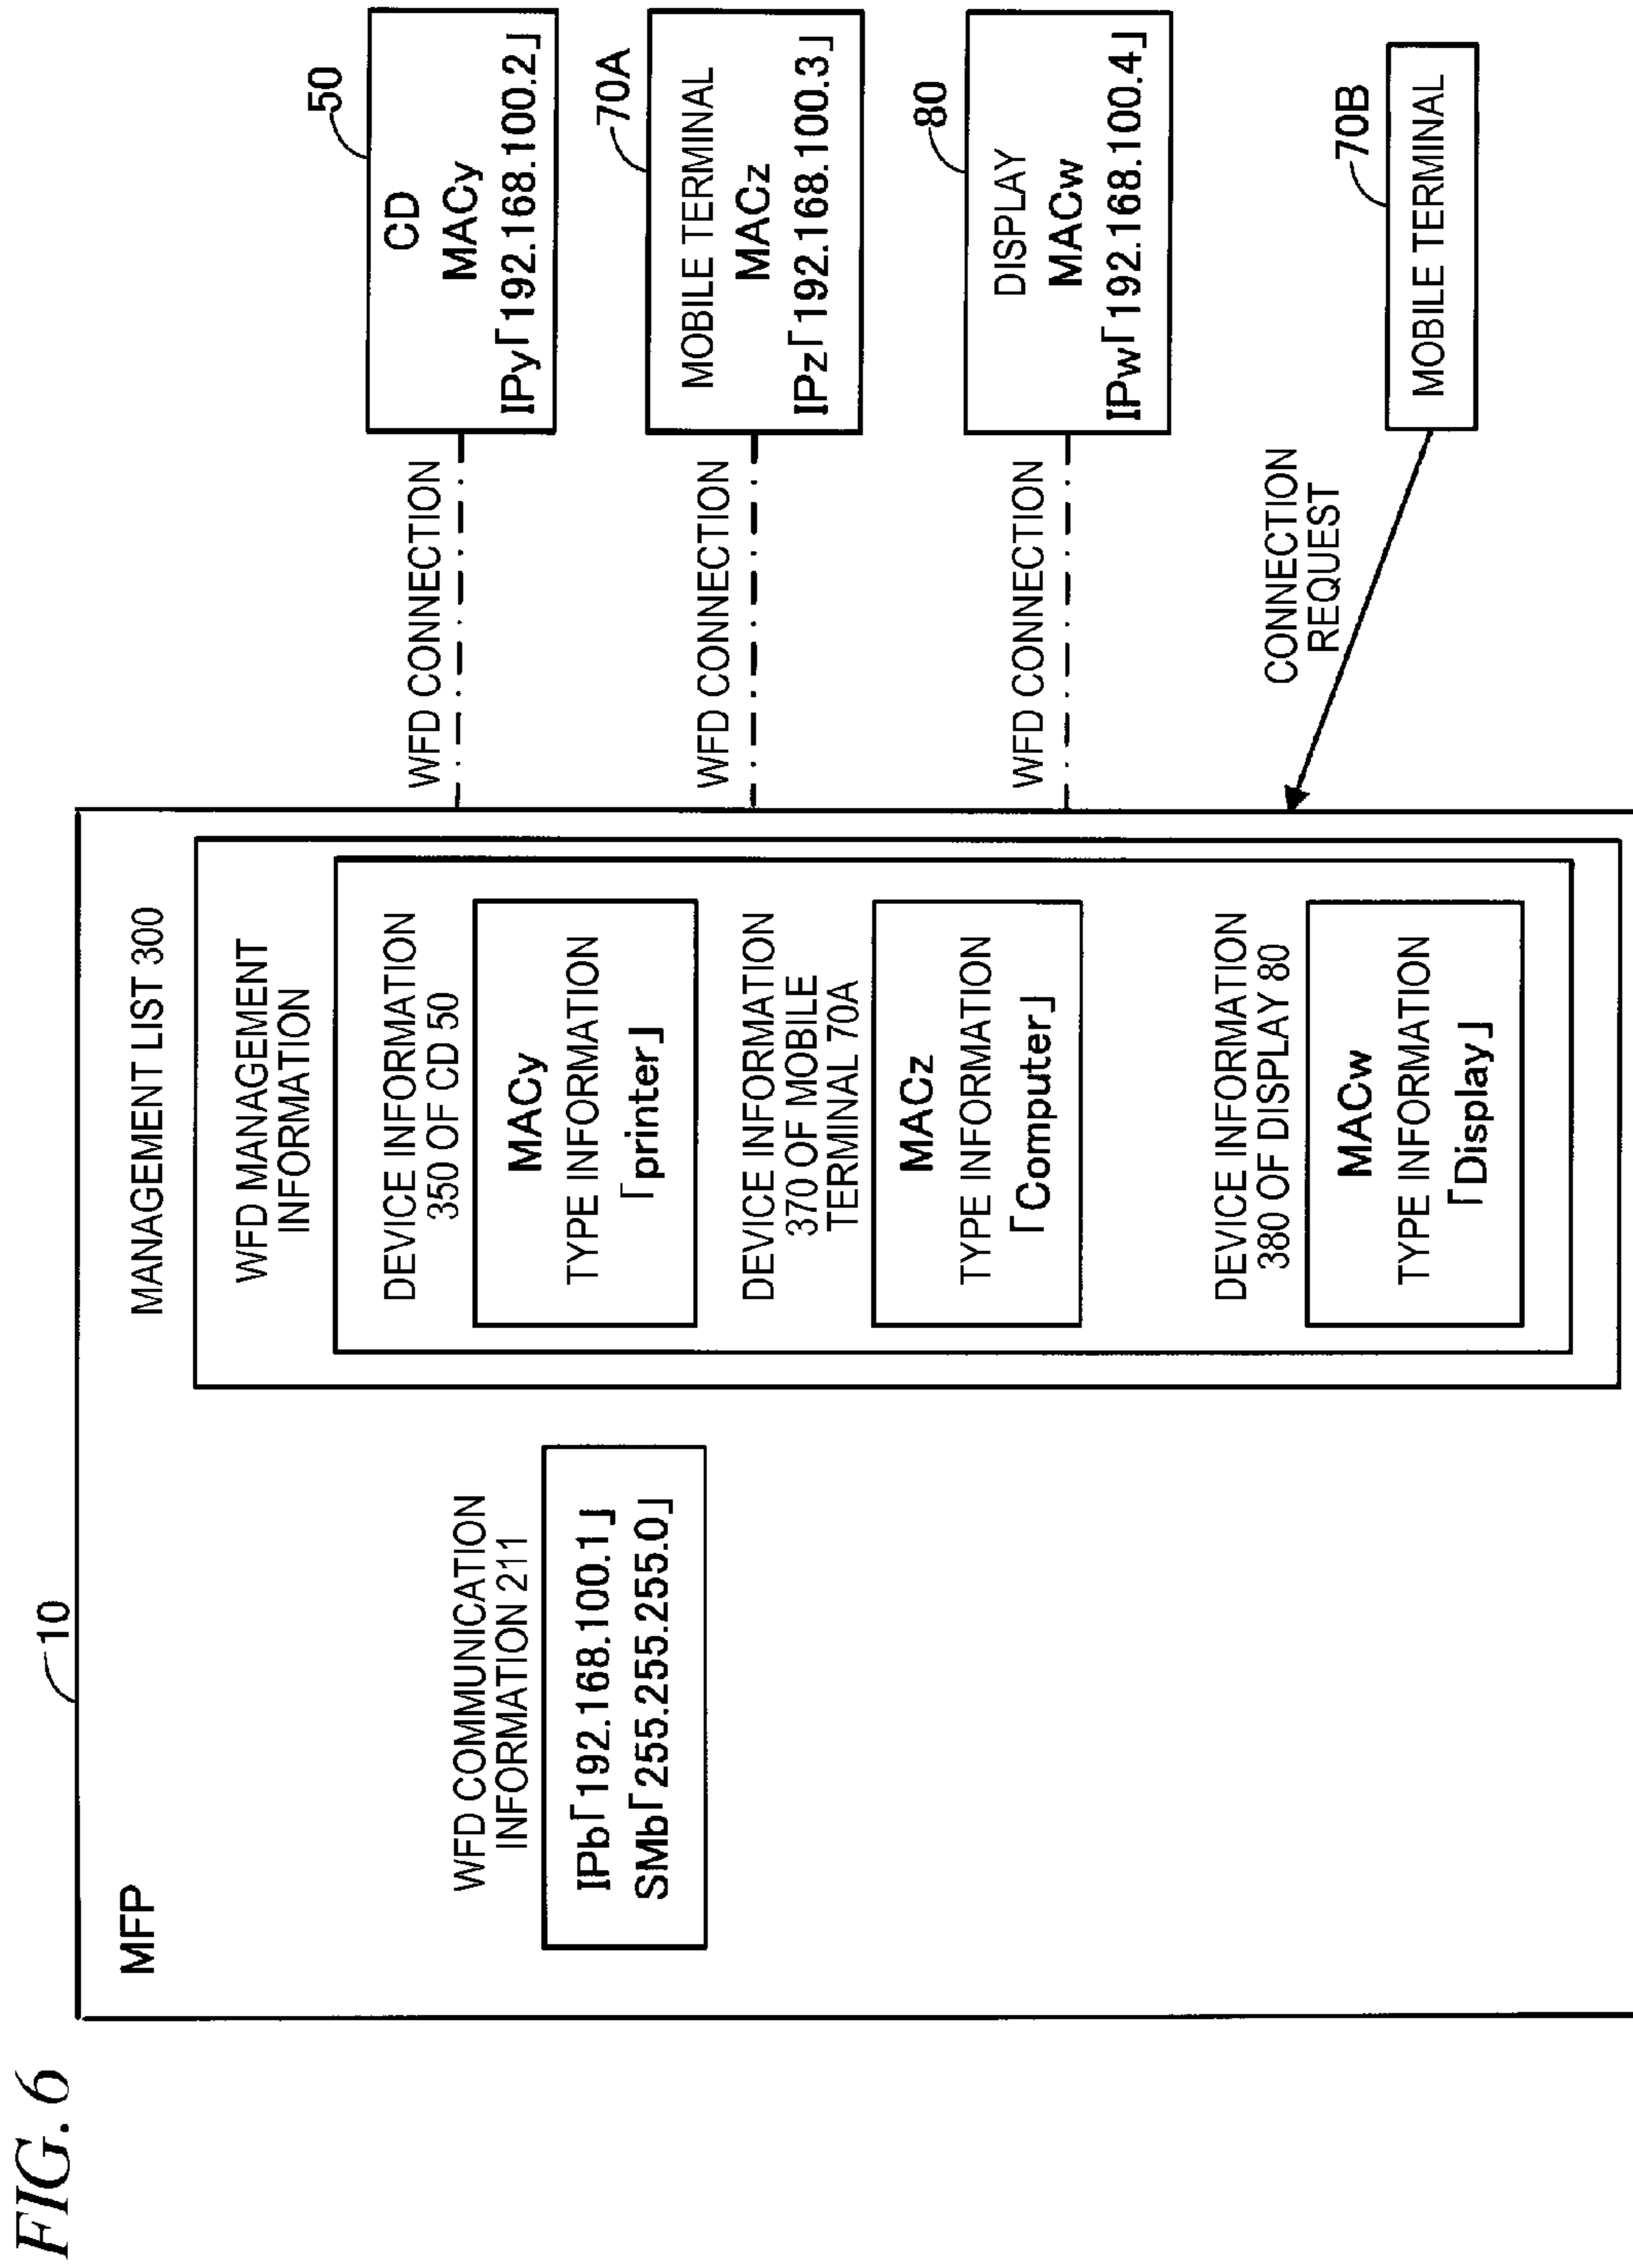 FIG. 6
10
MFP
MANAGEMENT LIST 300
WFD MANAGEMENT
INFORMATION
DEVICE INFORMATION
350 OF CD 50
MACy
TYPE INFORMATION
「printer」
DEVICE INFORMATION
370 OF MOBILE
TERMINAL 70A
MACz
TYPE INFORMATION
「Computer」
DEVICE INFORMATION
380 OF DISPLAY 80
MACw
TYPE INFORMATION
「Display」
WFD COMMUNICATION
INFORMATION 211
IPb「192.168.100.1」
SMb「255.255.255.0」
WFD CONNECTION
50
CD
MACy
IPy「192.168.100.2」
WFD CONNECTION
70A
MOBILE TERMINAL
MACz
IPz「192.168.100.3」
WFD CONNECTION
80
DISPLAY
MACw
IPw「192.168.100.4」
CONNECTION
REQUEST
70B
MOBILE TERMINAL